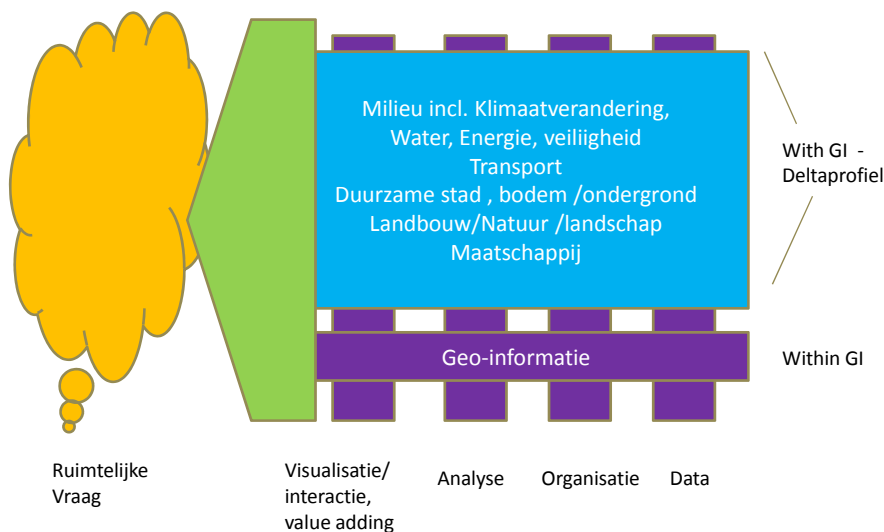 Milieu incl. Klimaatverandering,
Water, Energie, veiliigheid
Transport
Duurzame stad , bodem /ondergrond
Landbouw/Natuur /landschap
Maatschappij
With GI -
Deltaprofiel
Geo-informatie
Within GI
Ruimtelijke
Vraag
Visualisatie/
interactie,
value adding
Analyse
Organisatie
Data